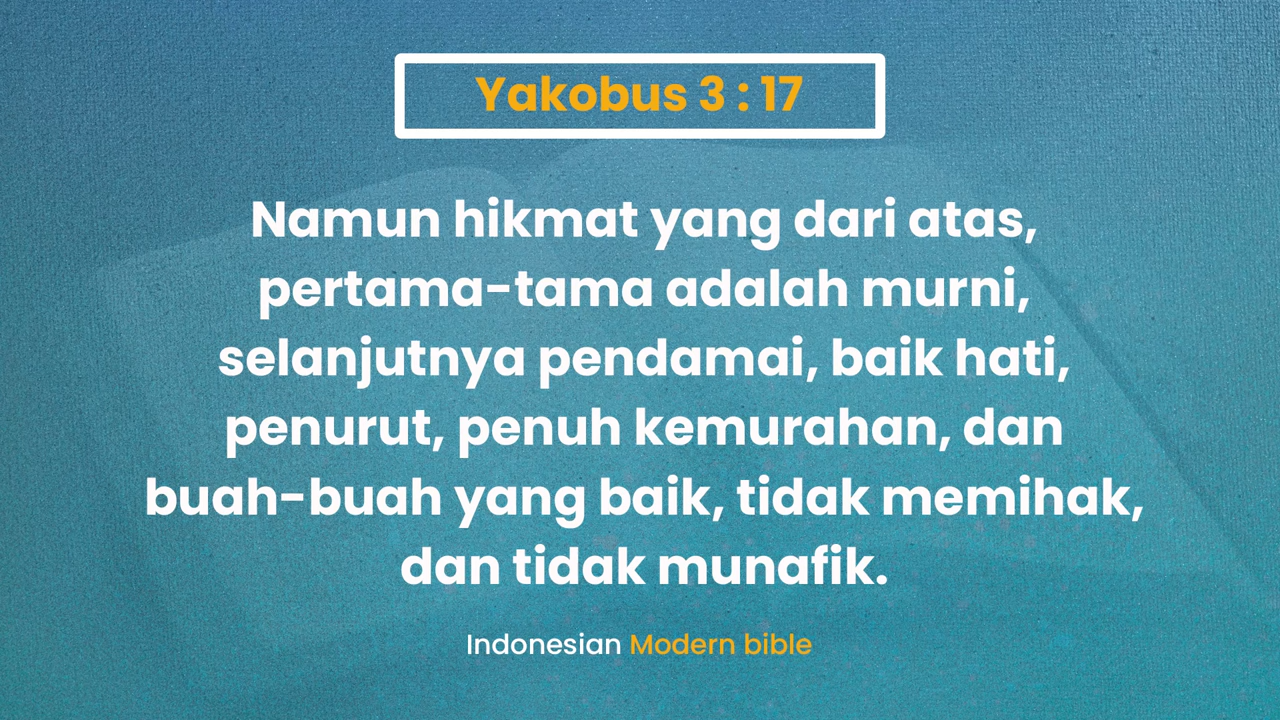 Yakobus 3 : 17
Namun hikmat yang dari atas,
pertama-tama adalah murni,
selanjutnya pendamai, baik hati,
penurut, penuh kemurahan, dan
buah-buah yang baik, tidak memihak,
dan tidak munafik.
Indonesian Modern bible